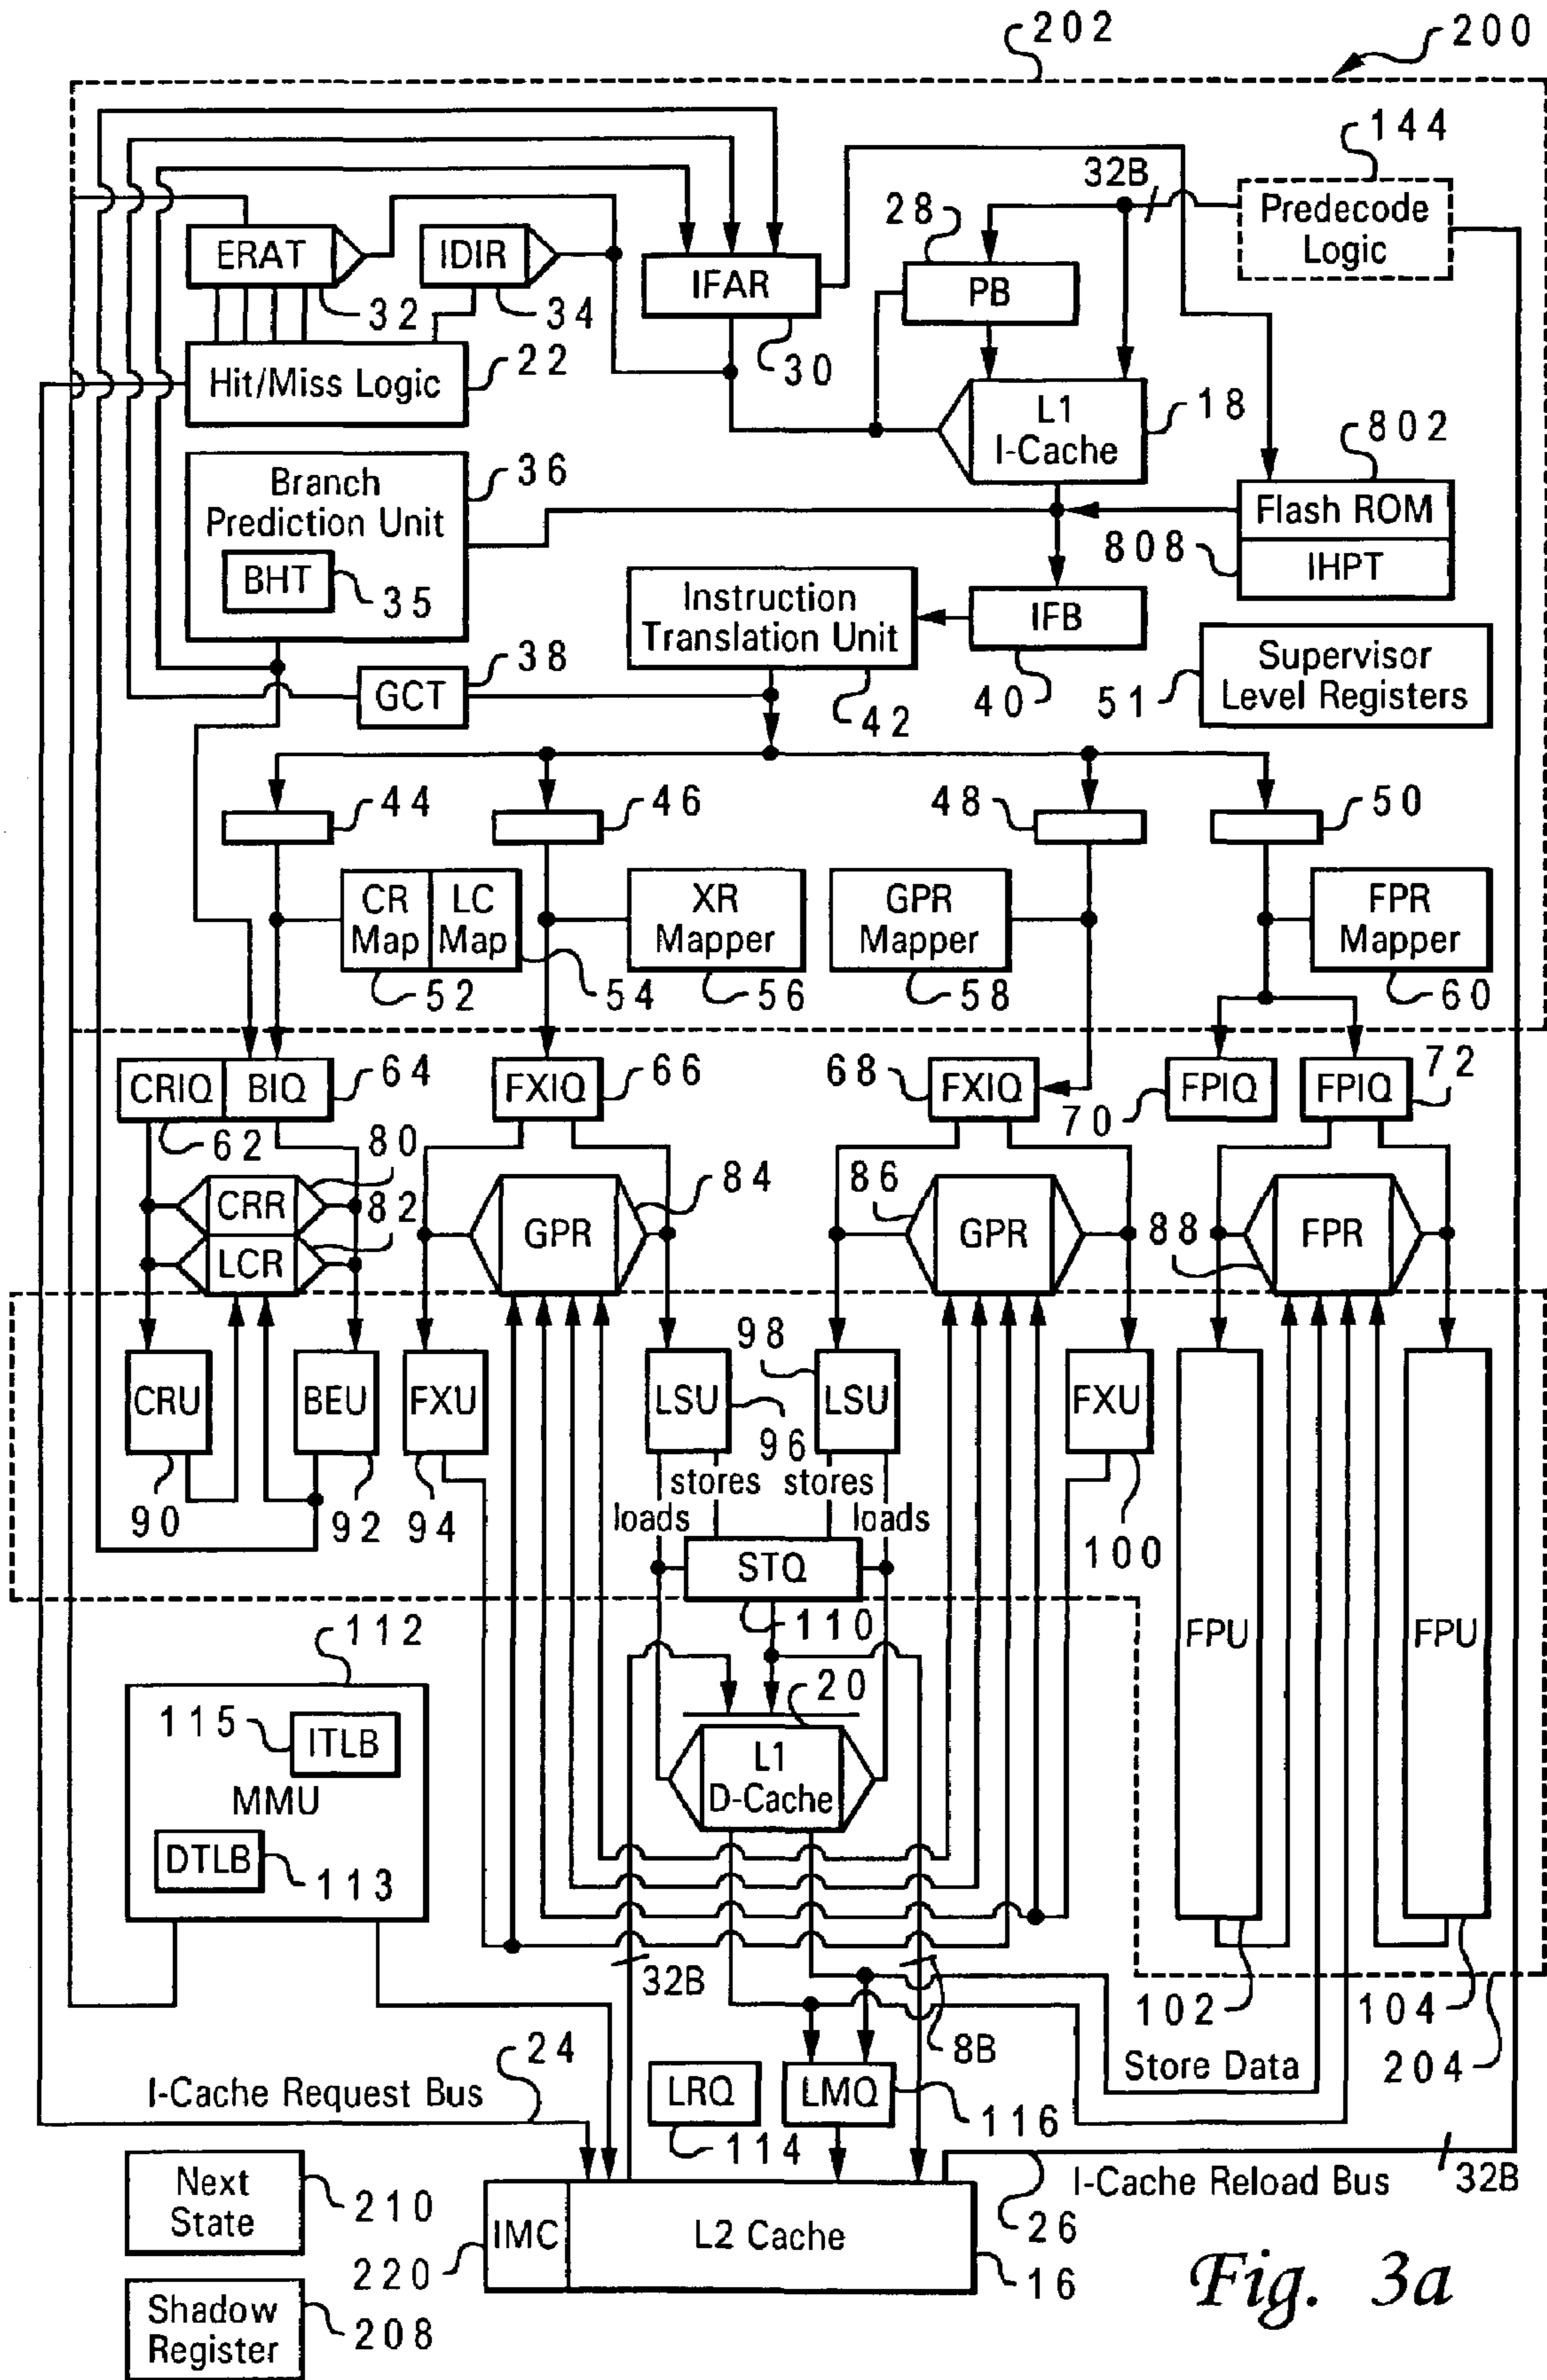 202
200
144
32B
Predecode
Logic
28
ERAT
IDIR
IFAR
PB
32
34
30
22
Hit/Miss Logic
L1
I-Cache
18
802
36
Branch
Prediction Unit
Flash ROM
808
IHPT
BHT
35
Instruction
Translation Unit
IFB
38
GCT
42
40
51
Supervisor
Level Registers
44
46
48
50
CR
Map
LC
Map
XR
Mapper
GPR
Mapper
FPR
Mapper
52
54
56
58
60
CRIQ
BIQ
64
FXIQ
66
68
FXIQ
70
FPIQ
FPIQ
72
62
80
CRR
82
LCR
GPR
84
86
GPR
88
FPR
98
CRU
BEU
FXU
LSU
LSU
FXU
96
stores
stores
90
92
94
loads
loads
100
STQ
110
FPU
FPU
112
115
ITLB
20
MMU
L1
D-Cache
DTLB
113
32B
102
104
8B
24
Store Data
204
I-Cache Request Bus
LRQ
LMQ
116
114
Next
State
210
I-Cache Reload Bus
32B
26
IMC
L2 Cache
220
16
Shadow
Register
208
Fig. 3a